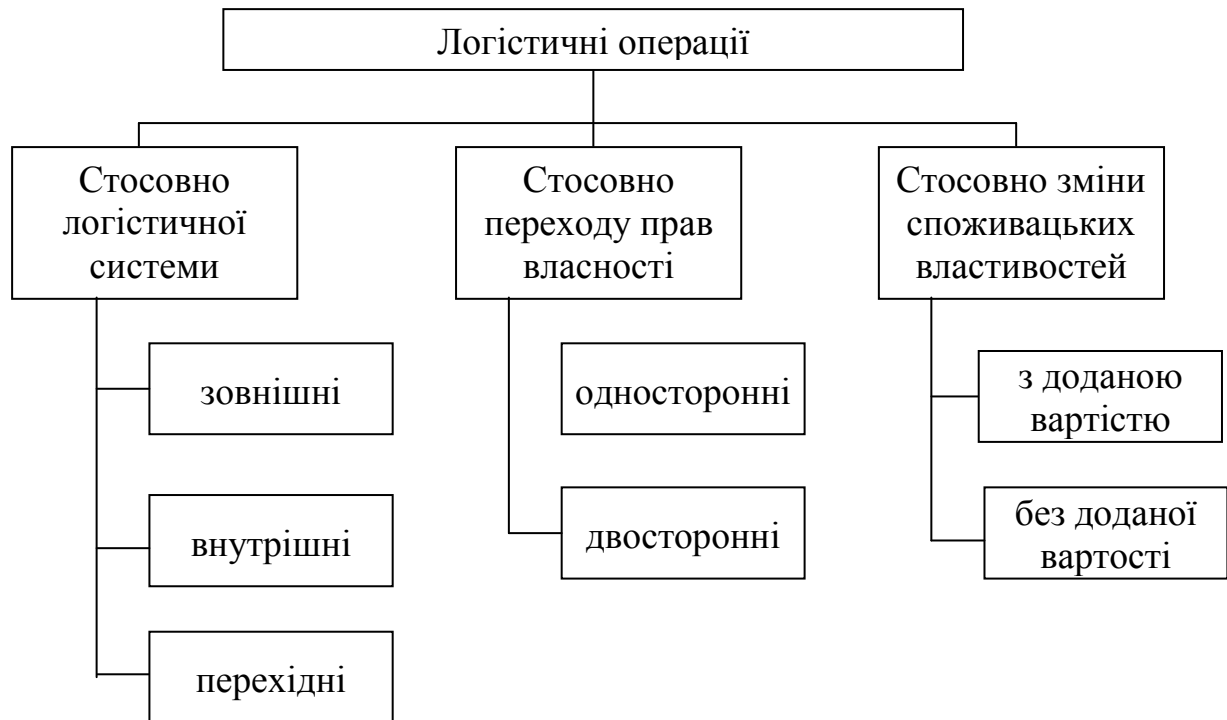 Логістичні операції
Стосовно
логістичної
системи
зовнішні
внутрішні
перехідні
Стосовно
переходу прав
власності
односторонні
двосторонні
Стосовно зміни
споживацьких
властивостей
з доданою
вартістю
без доданої
вартості